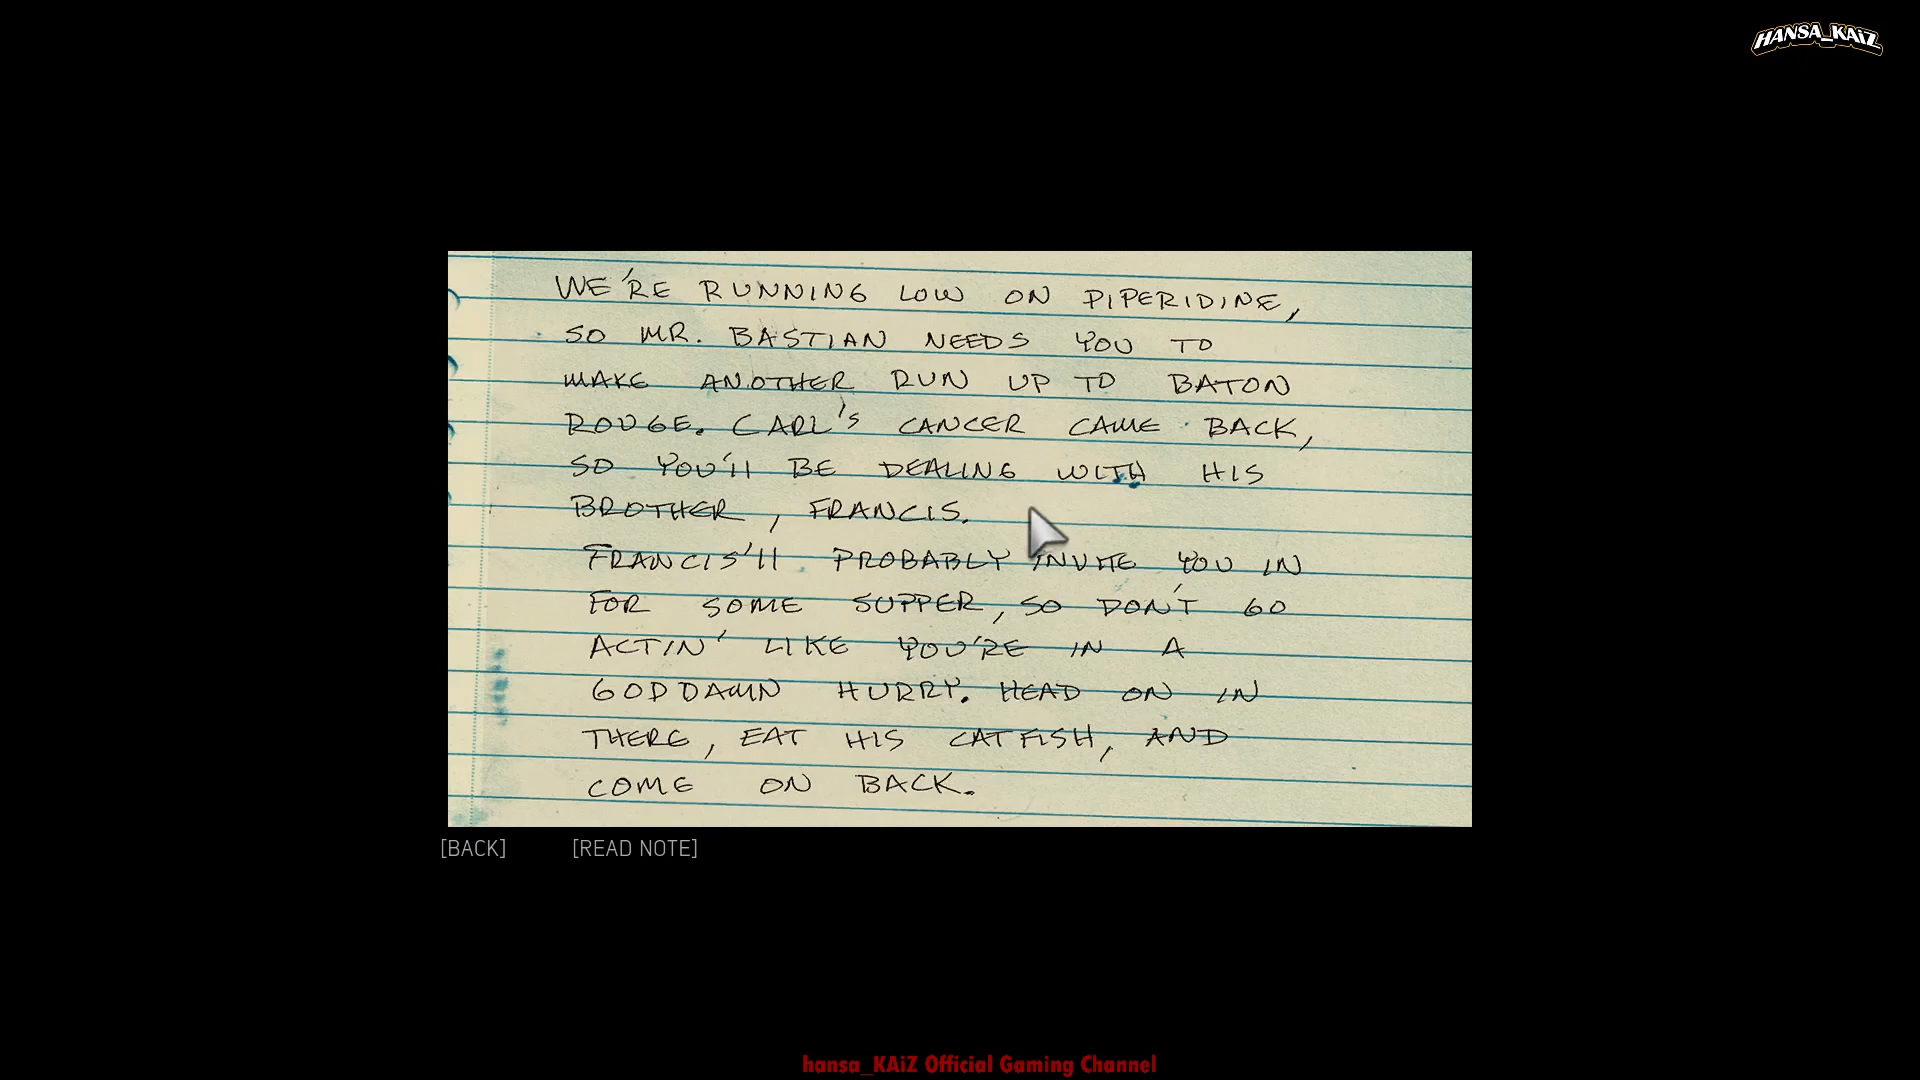 HANSA_KAiZ
WE'RE RUNNING LOW ON PIPERIDINE,
SO MR. BASTIAN NEEDS YOU TO
MAKE ANOTHER RUN UP TO BATON
ROUGE. CARL'S CANCER CAME BACK,
SO YOU'll BE DEALING WITH HIS
BROTHER, FRANCIS.
FRANCIS'll PROBABLY INVITE YOU IN
FOR SOME SUPPER, SO DON'T GO
ACTIN' LIKE YOU'RE IN A
GODDAMN HURRY. HEAD ON IN
THERE, EAT HIS CATFISH, AND
COME ON BACK.
[BACK] [READ NOTE]
hansa_KAiZ Official Gaming Channel